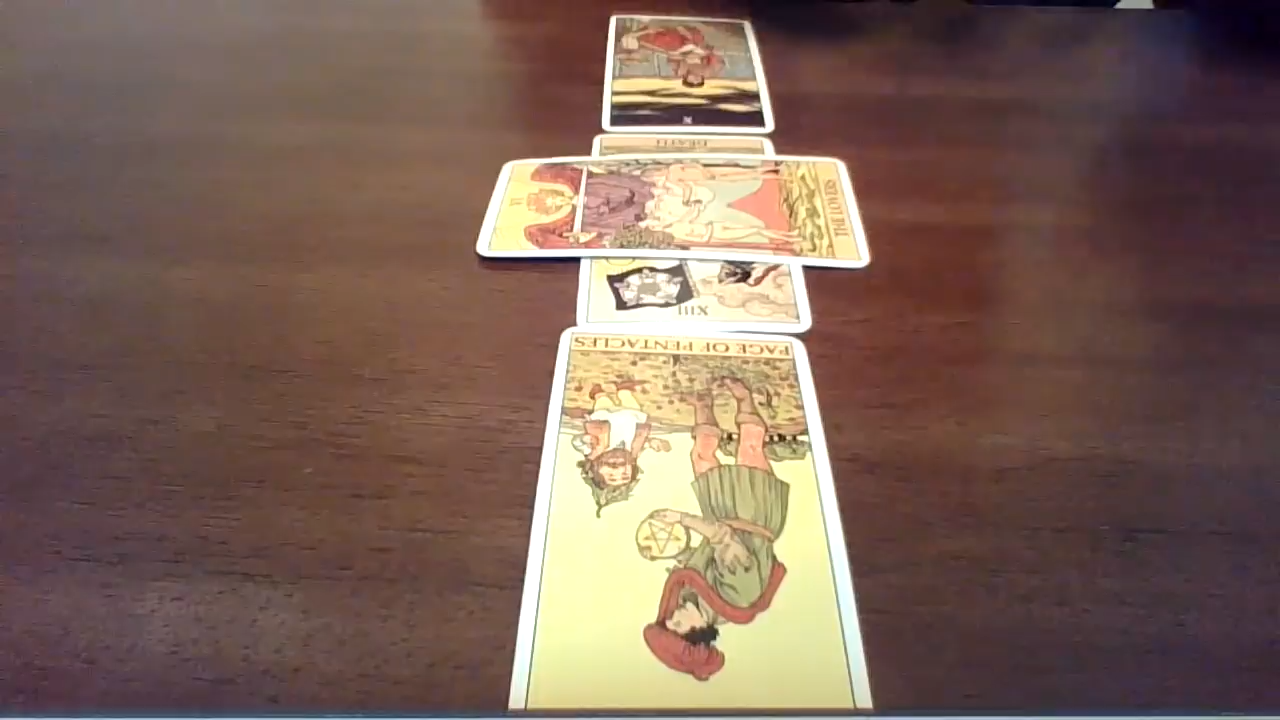 X
DEATH
VI
THE LOVERS
XIII
PAGE OF PENTACLES